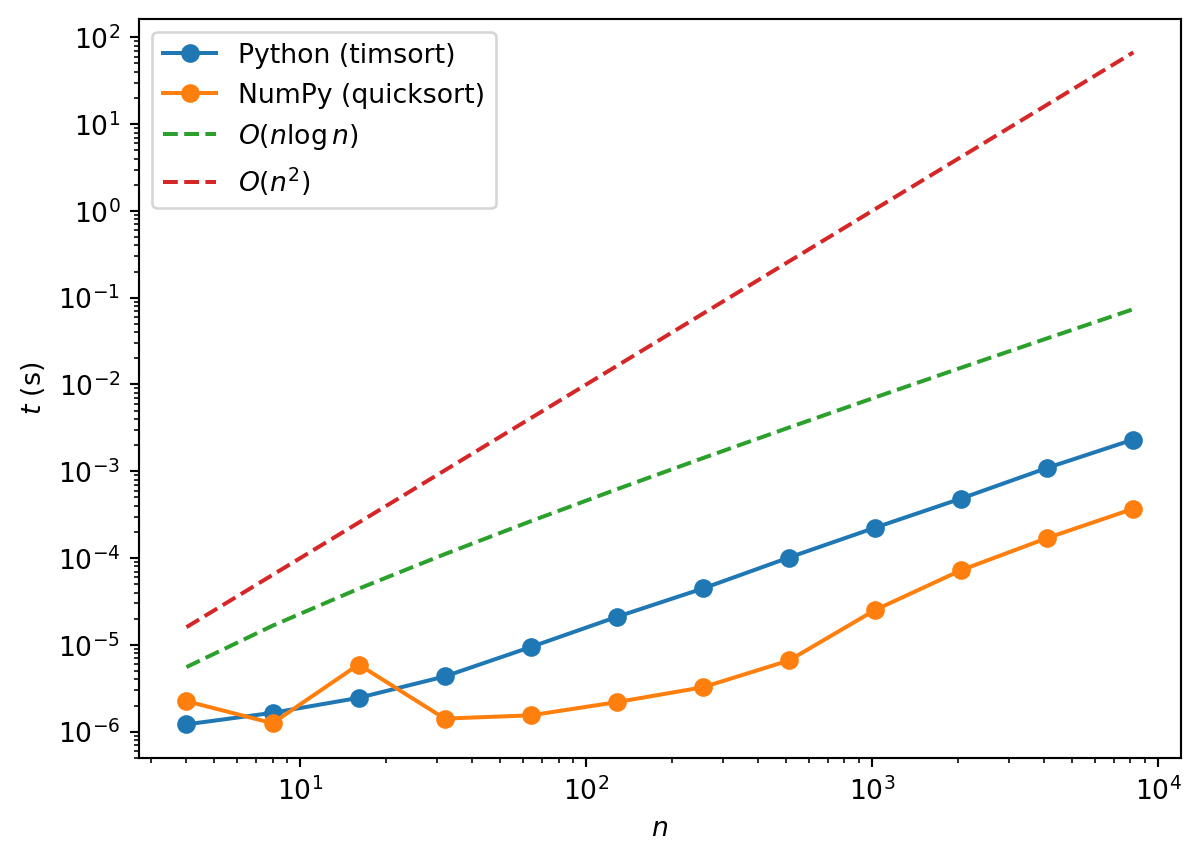 Python (timsort)
NumPy (quicksort)
O(n log n)
O(n²)
10²
10¹
10⁰
10⁻¹
10⁻²
10⁻³
10⁻⁴
10⁻⁵
10⁻⁶
t (s)
10¹ 10² 10³ 10⁴
n